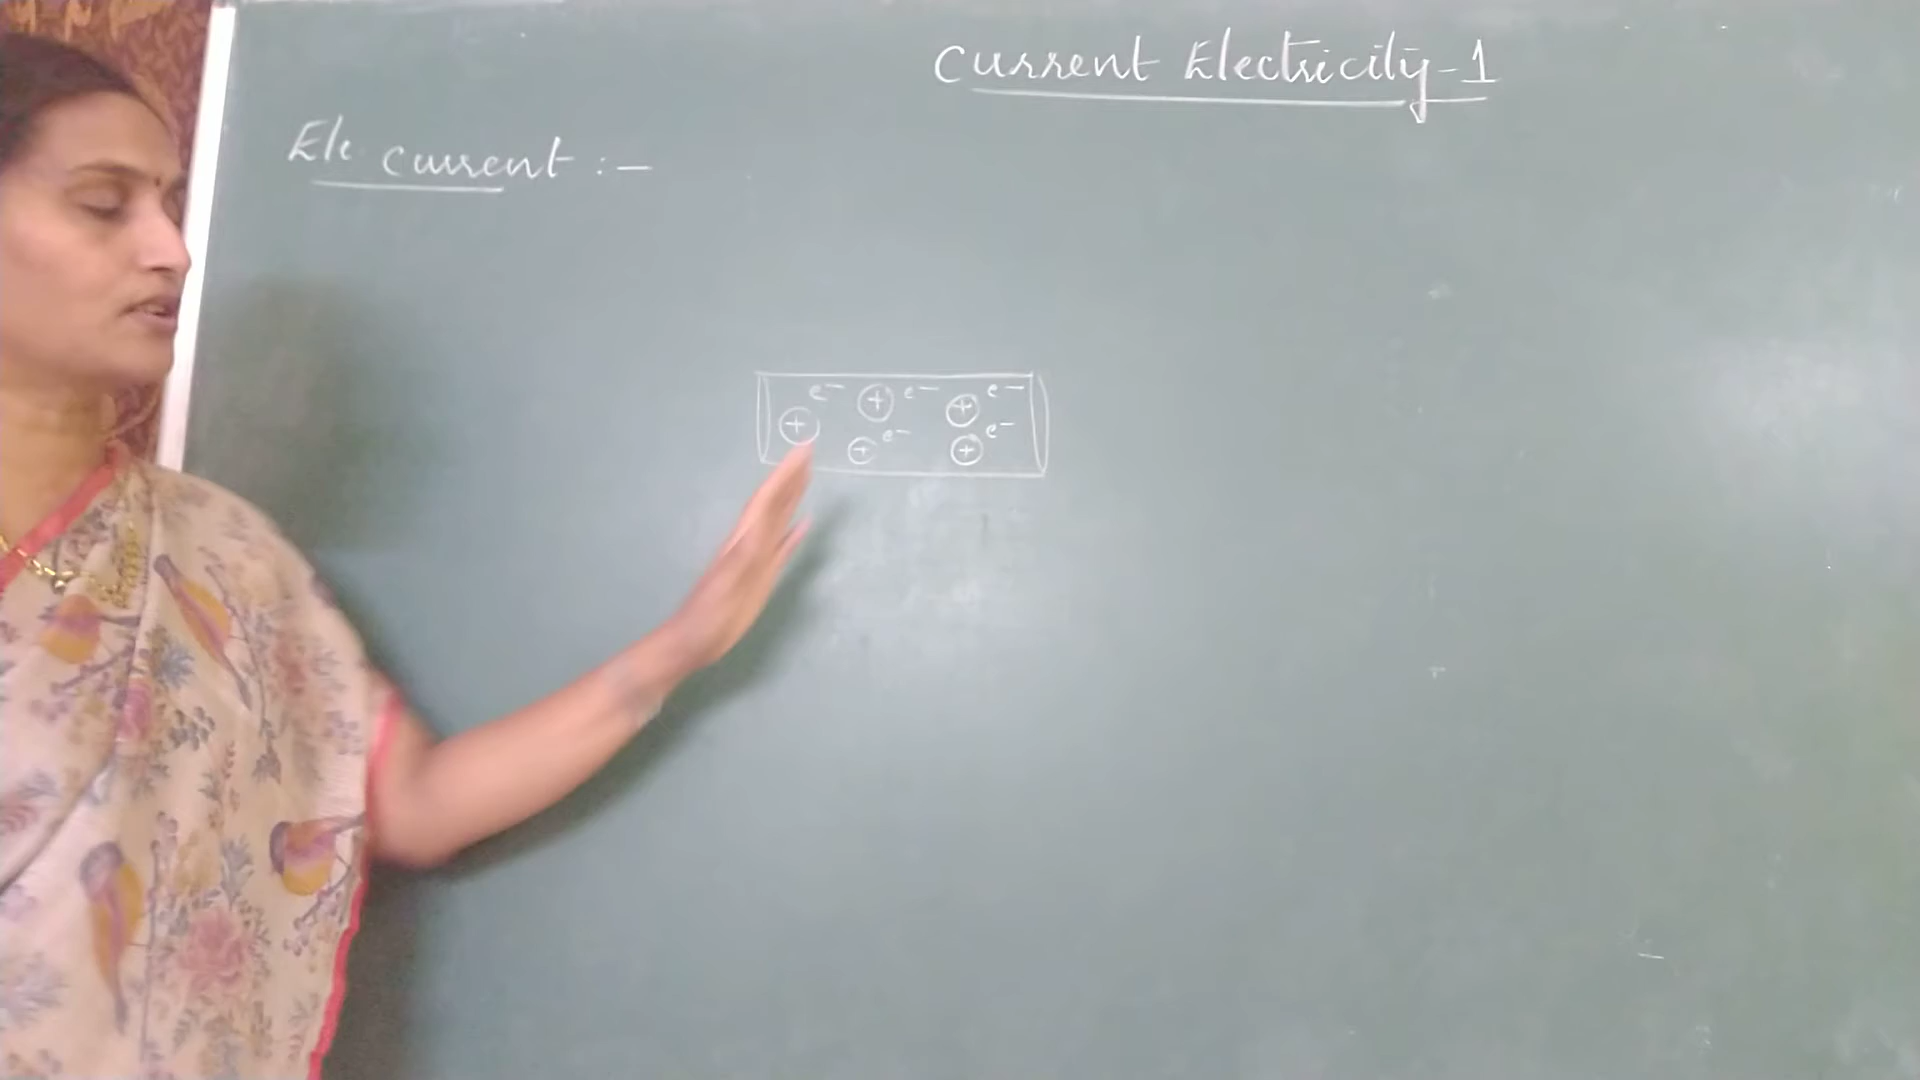 Current Electricity-1
Ele current :-
e- + e- + e-
+ + e- + e-